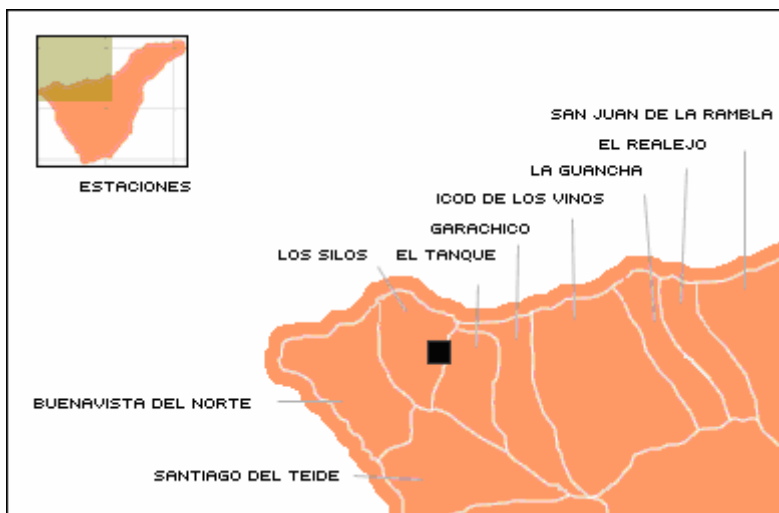 SAN JUAN DE LA RAMBLA
EL REALEJO
LA GUANCHA
ESTACIONES
ICOD DE LOS VINOS
GARACHICO
LOS SILOS
EL TANQUE
BUENAVISTA DEL NORTE
SANTIAGO DEL TEIDE